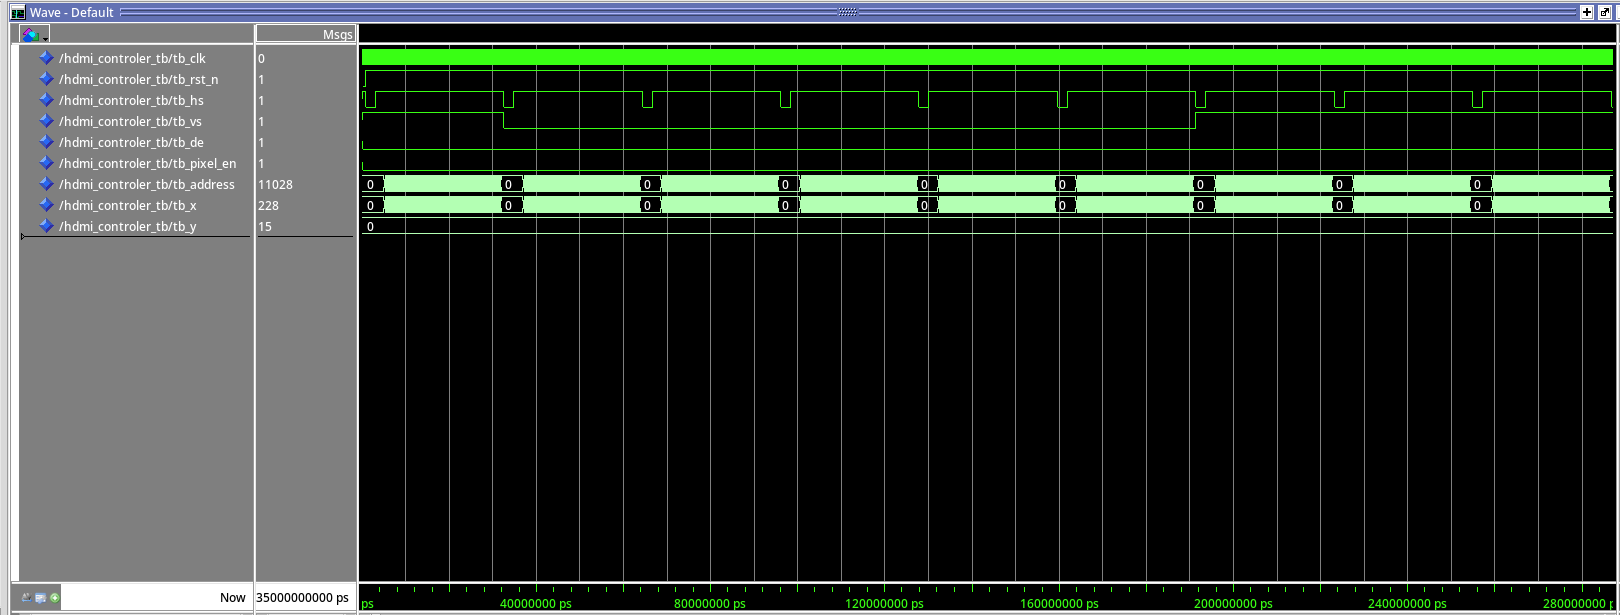 Wave - Default
Msgs
/hdmi_controler_tb/tb_clk 0
/hdmi_controler_tb/tb_rst_n 1
/hdmi_controler_tb/tb_hs 1
/hdmi_controler_tb/tb_vs 1
/hdmi_controler_tb/tb_de 1
/hdmi_controler_tb/tb_pixel_en 1
/hdmi_controler_tb/tb_address 11028 0 0 0 0 0 0 0 0 0
/hdmi_controler_tb/tb_x 228 0 0 0 0 0 0 0 0 0
/hdmi_controler_tb/tb_y 15 0
Now 35000000000 ps ps 40000000 ps 80000000 ps 120000000 ps 160000000 ps 200000000 ps 240000000 ps 280000000